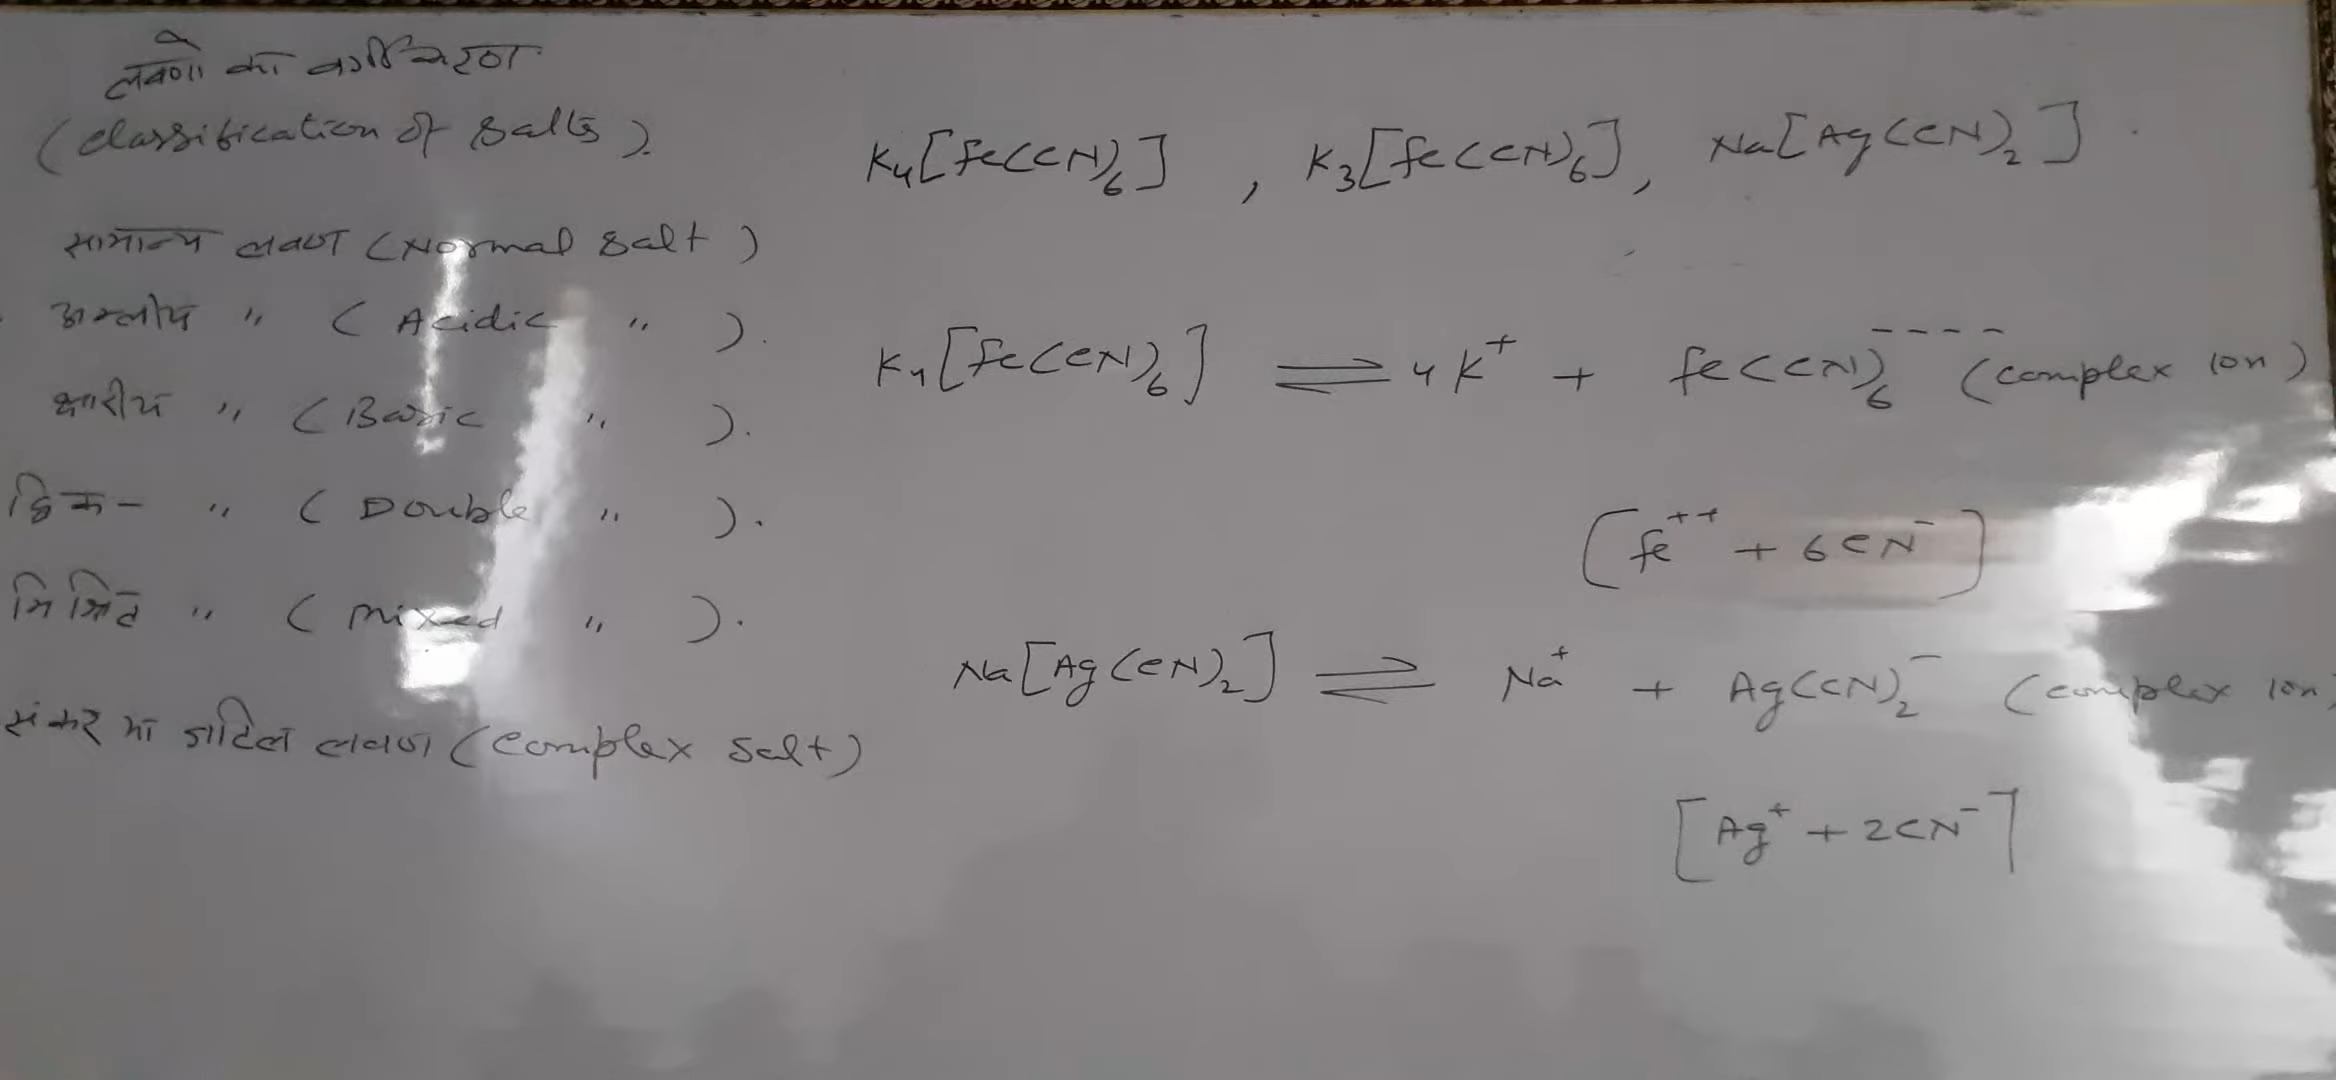 लवणों का वर्गीकरण
(classification of salts).
सामान्य लवण (Normal salt)
अम्लीय " (Acidic " ).
क्षारीय " (Basic " ).
द्विक- " (Double " ).
मिश्रित " (mixed " ).
संकर या जटिल लवण (complex salt)
K₄[Fe(CN)₆] , K₃[Fe(CN)₆], Na[Ag(CN)₂].
K₄[Fe(CN)₆] ⇌ 4K⁺ + Fe(CN)₆⁻⁻⁻⁻ (complex ion)
[Fe⁺⁺ + 6CN⁻]
Na[Ag(CN)₂] ⇌ Na⁺ + Ag(CN)₂⁻ (complex ion)
[Ag⁺ + 2CN⁻]